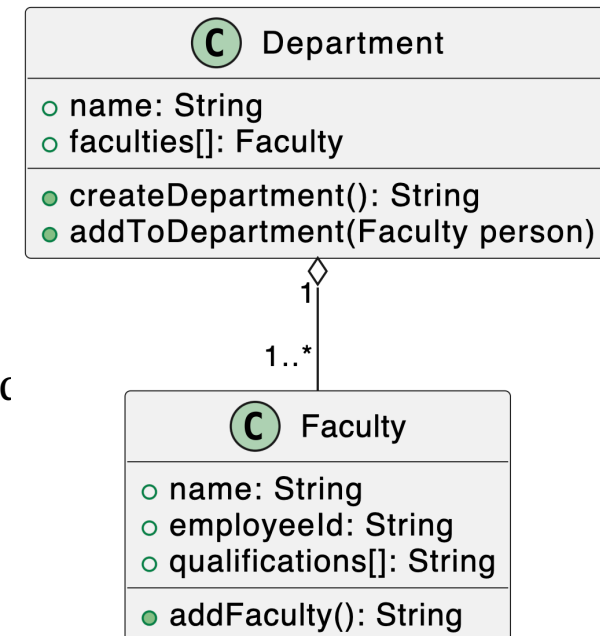 C Department
name: String
faculties[]: Faculty
createDepartment(): String
addToDepartment(Faculty person)
1
1..*
C Faculty
name: String
employeeId: String
qualifications[]: String
addFaculty(): String